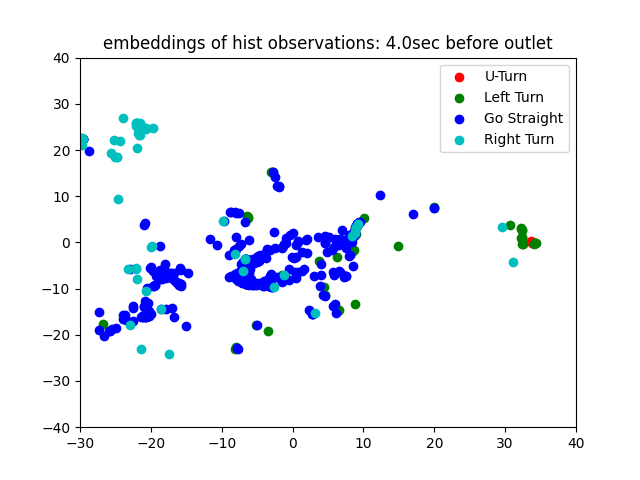 embeddings of hist observations: 4.0sec before outlet
U-Turn
Left Turn
Go Straight
Right Turn
40
30
20
10
0
−10
−20
−30
−40
−30 −20 −10 0 10 20 30 40